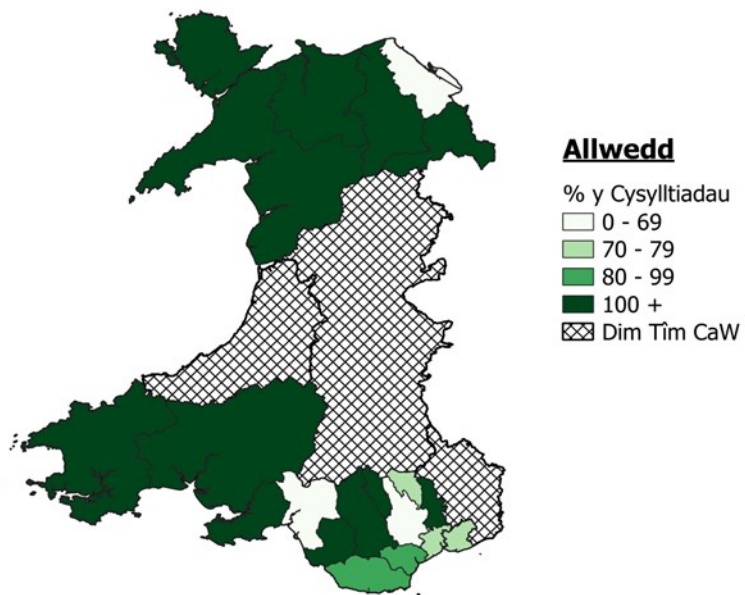 Allwedd
% y Cysylltiadau
0 - 69
70 - 79
80 - 99
100 +
Dim Tîm CaW